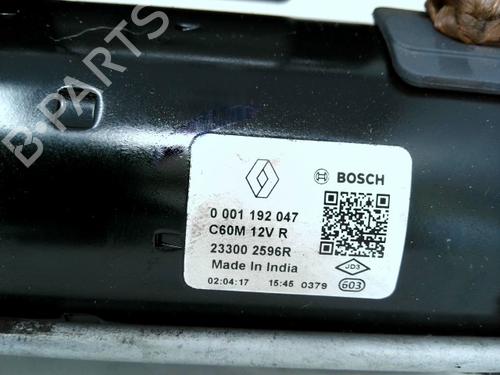 B-PARTS
BOSCH
0 001 192 047
C60M 12V R
23300 2596R
Made In India
JD3
02:04:17 15:45 0379 603